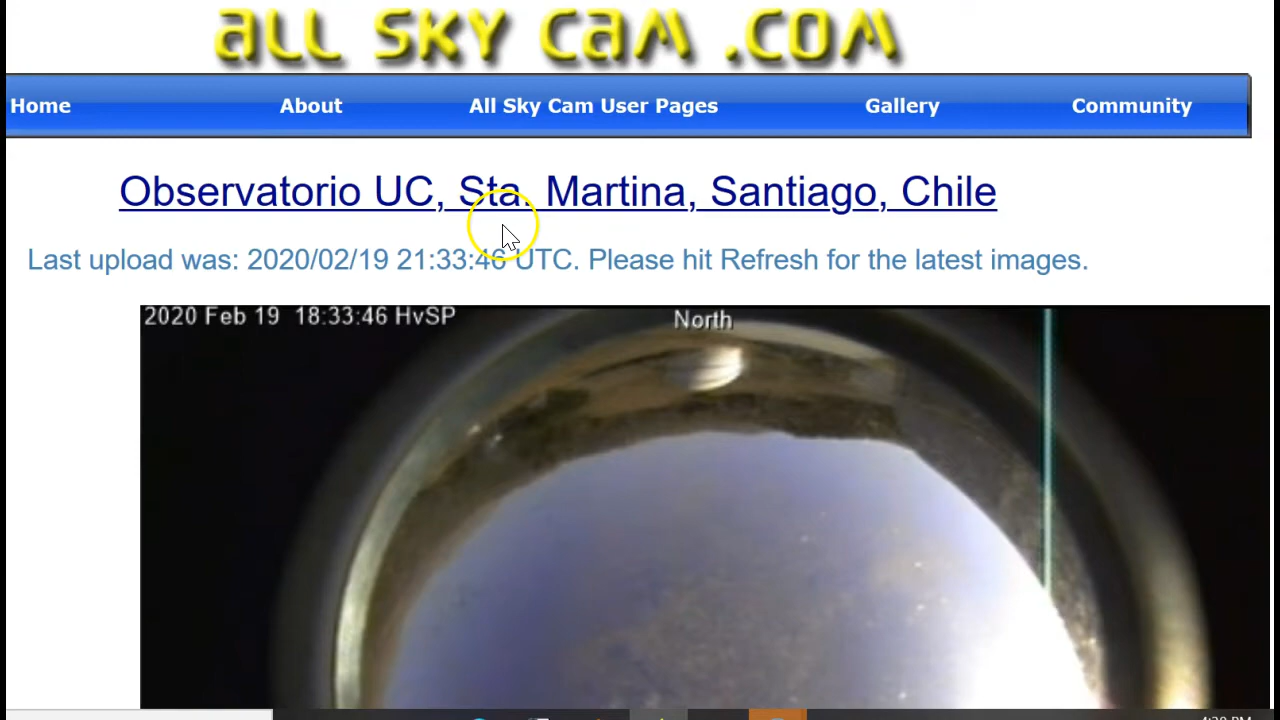 ALL SKY CAM .COM
Home About All Sky Cam User Pages Gallery Community
Observatorio UC, Sta. Martina, Santiago, Chile
Last upload was: 2020/02/19 21:33:46 UTC. Please hit Refresh for the latest images.
2020 Feb 19 18:33:46 HvSP
North